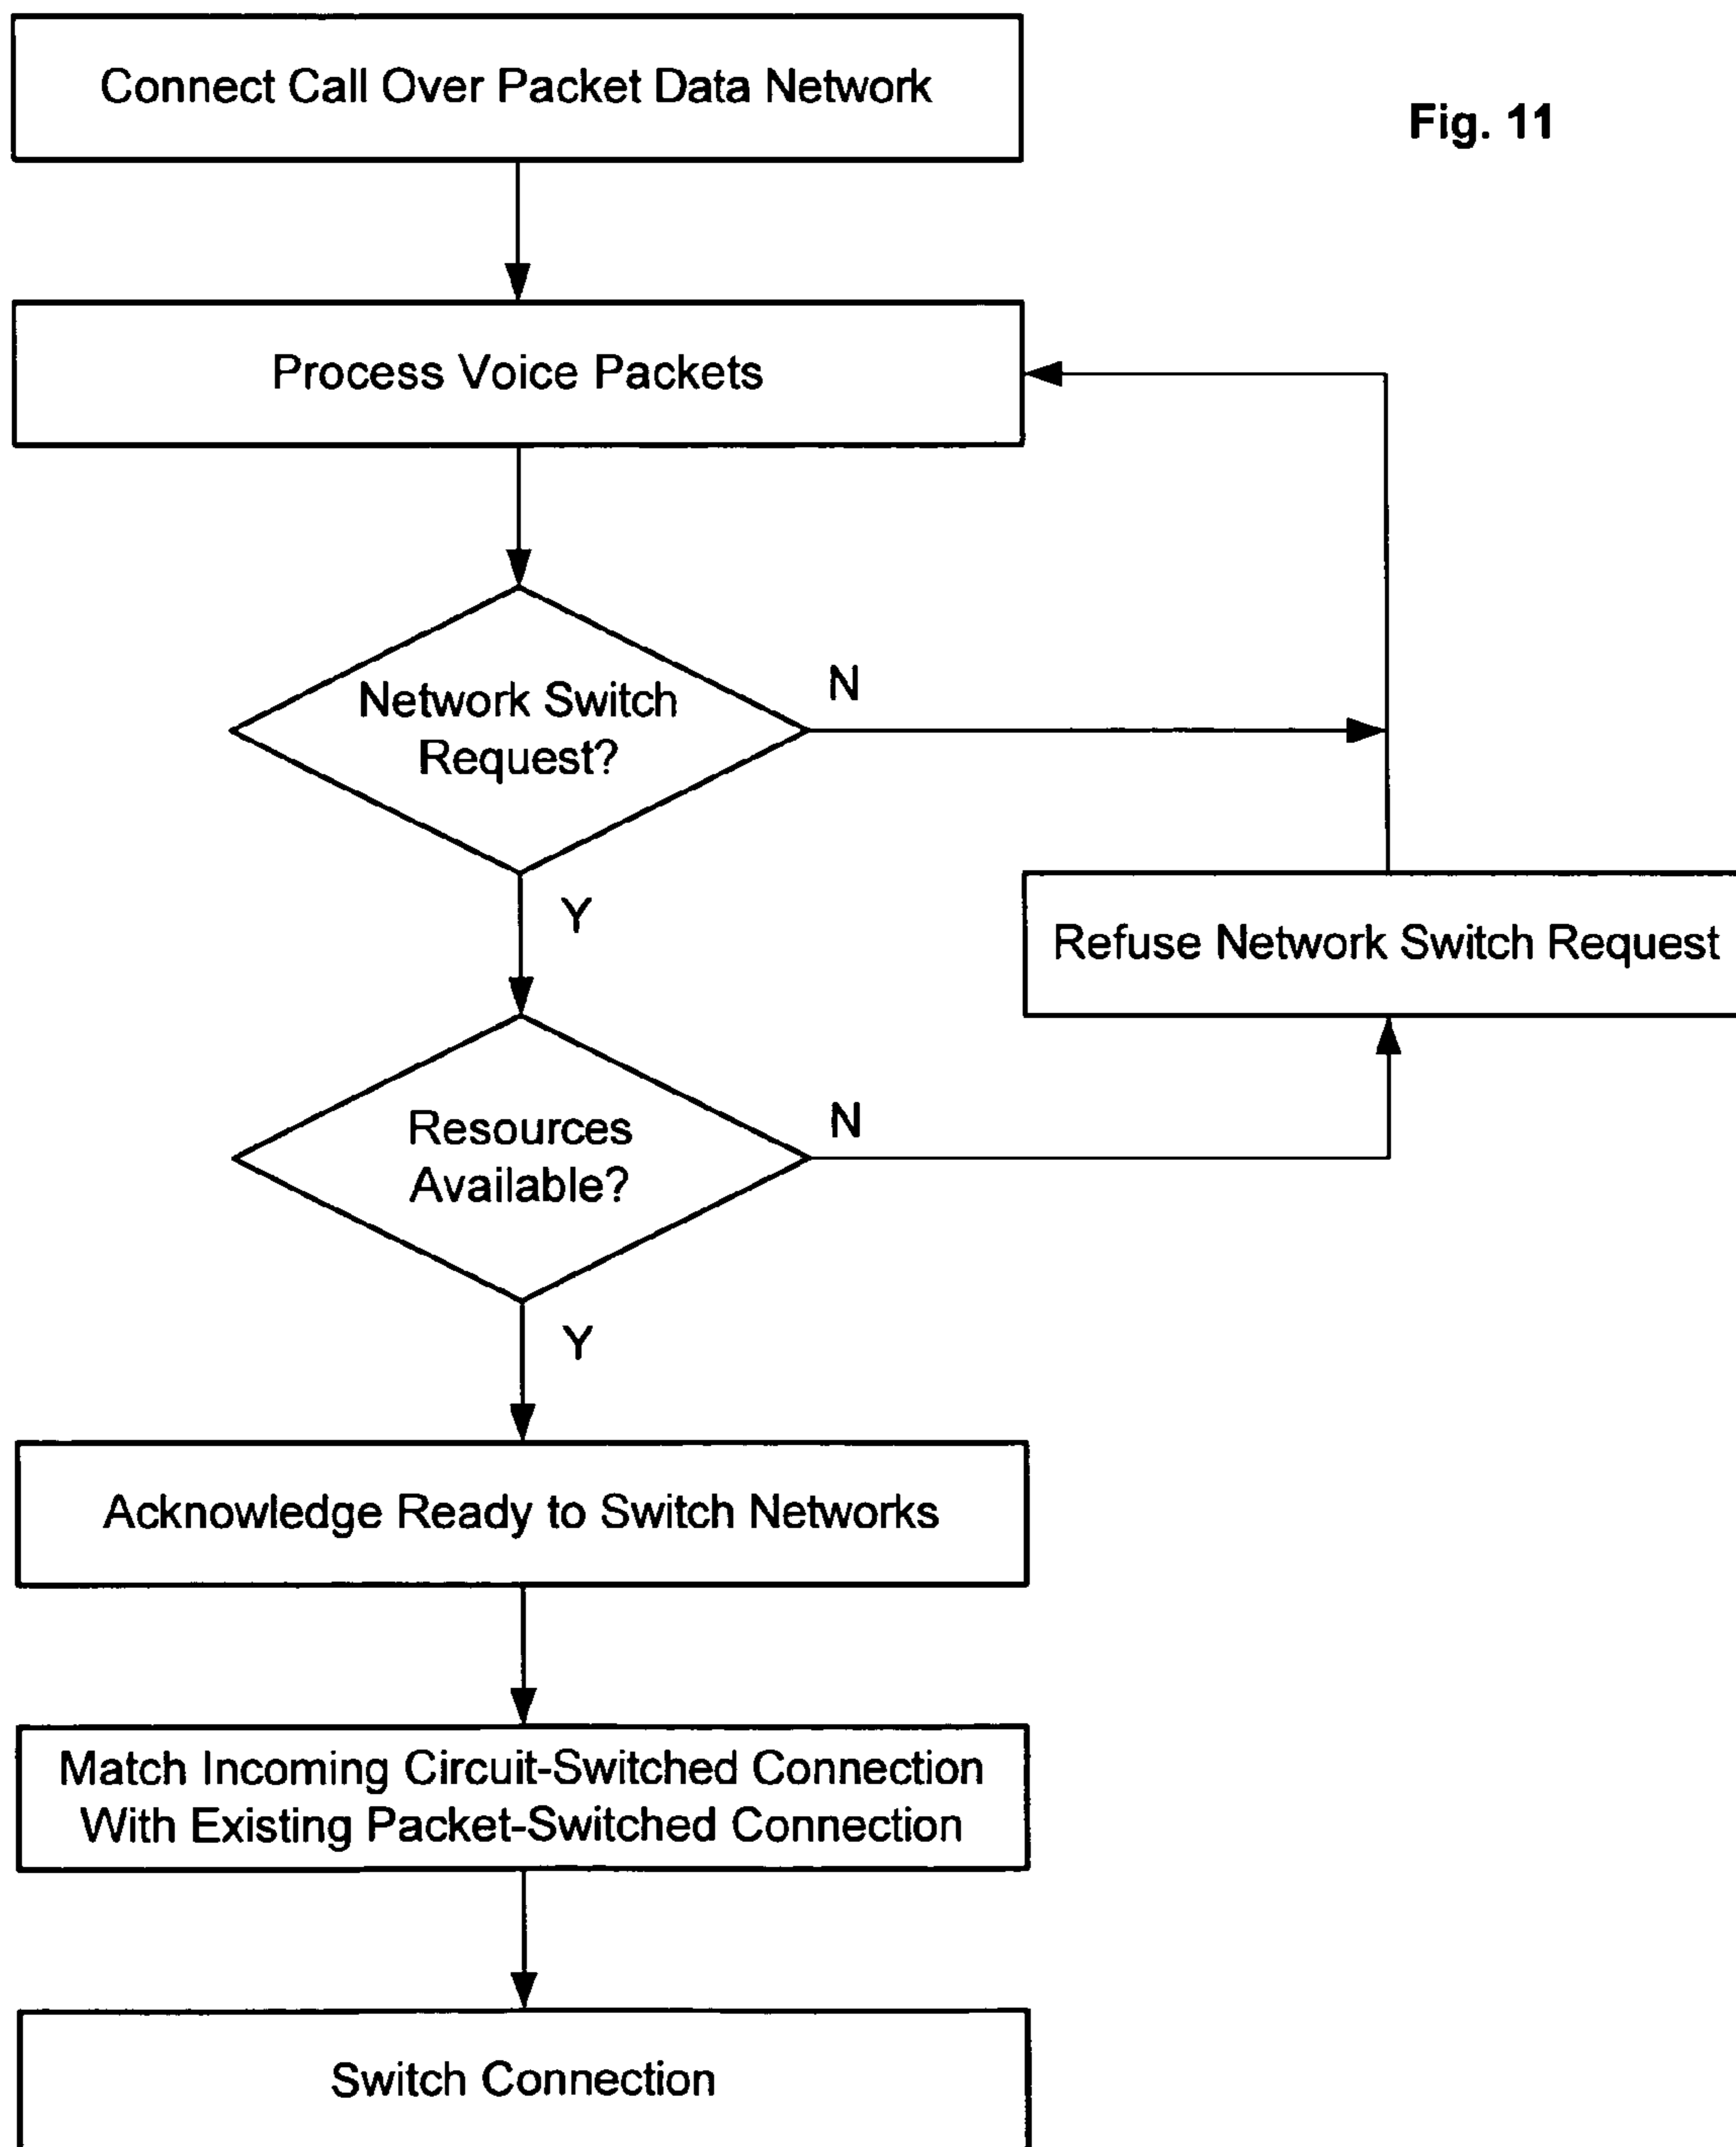 Connect Call Over Packet Data Network
Fig. 11
Process Voice Packets
Network Switch
Request?
N
Y
Refuse Network Switch Request
Resources
Available?
N
Y
Acknowledge Ready to Switch Networks
Match Incoming Circuit-Switched Connection
With Existing Packet-Switched Connection
Switch Connection